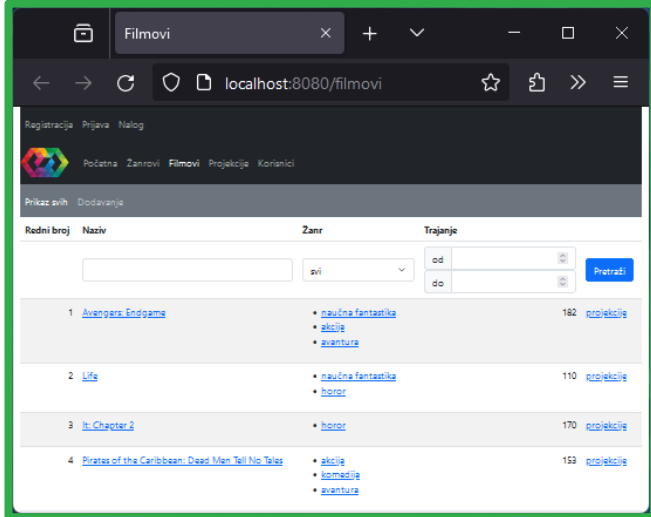 Filmovi
localhost:8080/filmovi
Registracija Prijava Nalog
Početna Žanrovi Filmovi Projekcije Korisnici
Prikaz svih Dodavanje
Redni broj Naziv Žanr Trajanje
od
svi Pretraži
do
1 Avengers: Endgame • naučna fantastika 182 projekcije
• akcija
• avantura
2 Life • naučna fantastika 110 projekcije
• horor
3 It: Chapter 2 • horor 170 projekcije
4 Pirates of the Caribbean: Dead Men Tell No Tales • akcija 153 projekcije
• komedija
• avantura